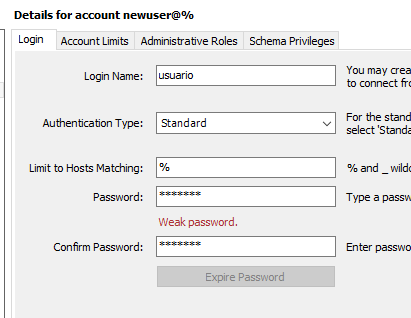 Details for account newuser@%
Login Account Limits Administrative Roles Schema Privileges
Login Name: usuario You may crea
to connect fro
Authentication Type: Standard For the stand
select 'Standa
Limit to Hosts Matching: % % and _ wildc
Password: ******* Type a passw
Weak password.
Confirm Password: ******* Enter passwo
Expire Password